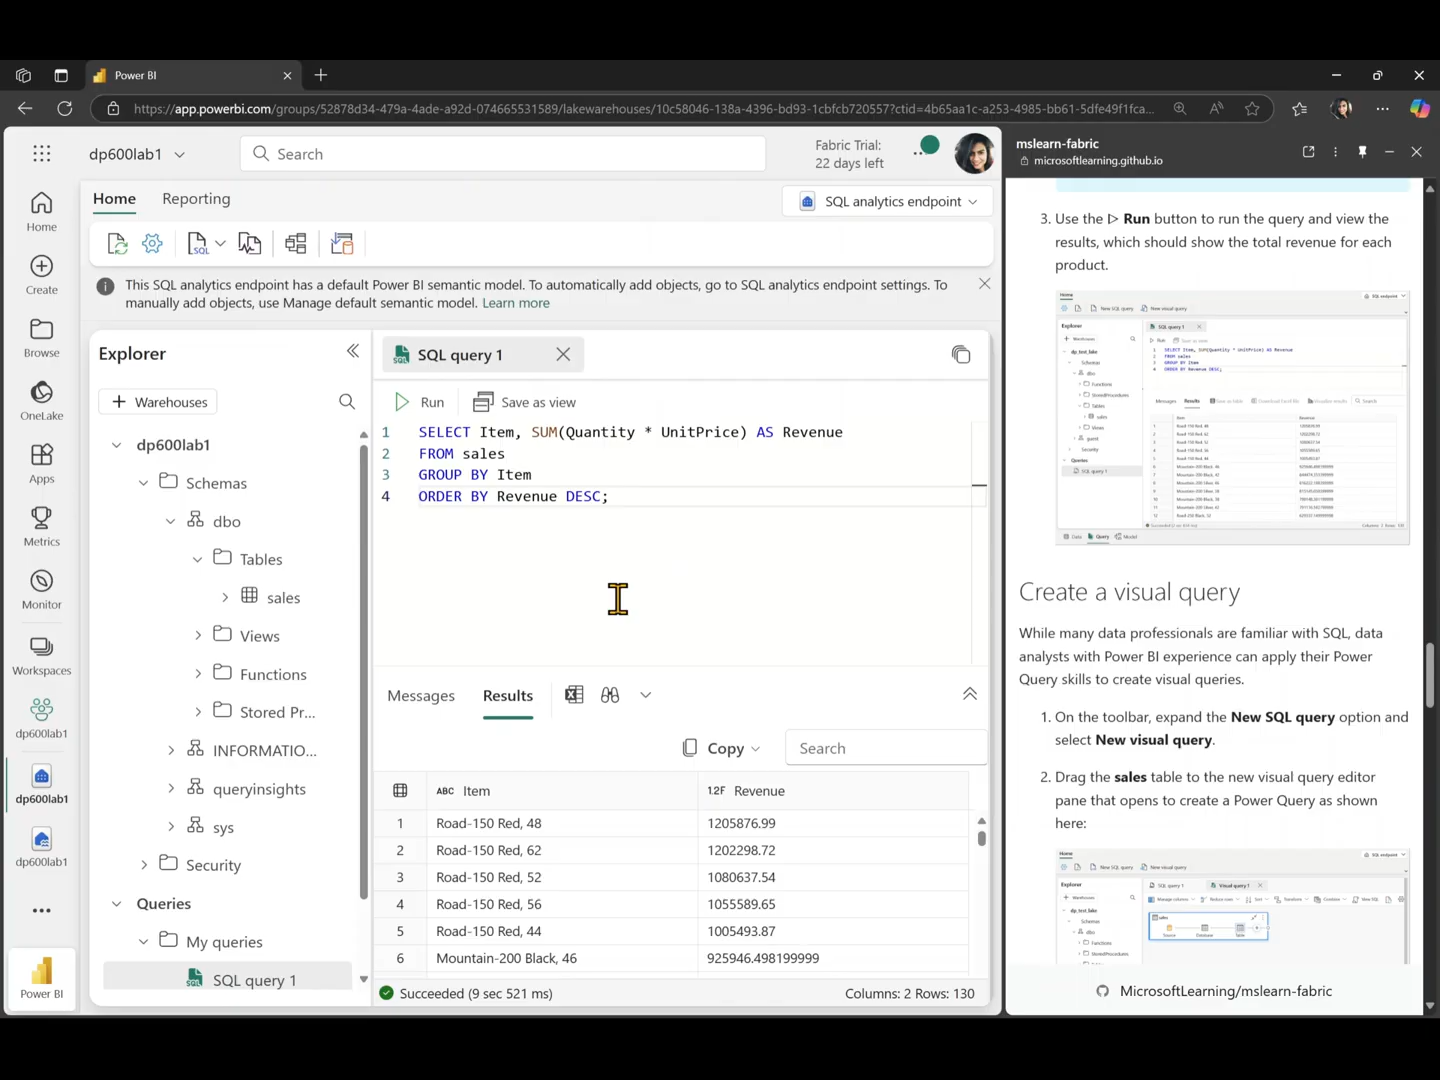 Power BI
https://app.powerbi.com/groups/52878d34-479a-4ade-a92d-074665531589/lakewarehouses/10c58046-138a-4396-bd93-1cbfcb720557?ctid=4b65aa1c-a253-4985-bb61-5dfe49f1fca...
dp600lab1
Search
Fabric Trial:
22 days left
Home
Reporting
SQL analytics endpoint
This SQL analytics endpoint has a default Power BI semantic model. To automatically add objects, go to SQL analytics endpoint settings. To
manually add objects, use Manage default semantic model. Learn more
Home
Create
Browse
OneLake
Apps
Metrics
Monitor
Workspaces
dp600lab1
dp600lab1
dp600lab1
Power BI
Explorer
+ Warehouses
dp600lab1
Schemas
dbo
Tables
sales
Views
Functions
Stored Pr...
INFORMATIO...
queryinsights
sys
Security
Queries
My queries
SQL query 1
SQL query 1
Run
Save as view
1 SELECT Item, SUM(Quantity * UnitPrice) AS Revenue
2 FROM sales
3 GROUP BY Item
4 ORDER BY Revenue DESC;
Messages
Results
Copy
Search
ABC Item
1.2F Revenue
1 Road-150 Red, 48 1205876.99
2 Road-150 Red, 62 1202298.72
3 Road-150 Red, 52 1080637.54
4 Road-150 Red, 56 1055589.65
5 Road-150 Red, 44 1005493.87
6 Mountain-200 Black, 46 925946.498199999
Succeeded (9 sec 521 ms)
Columns: 2 Rows: 130
mslearn-fabric
microsoftlearning.github.io
3. Use the ▷ Run button to run the query and view the
results, which should show the total revenue for each
product.
Create a visual query
While many data professionals are familiar with SQL, data
analysts with Power BI experience can apply their Power
Query skills to create visual queries.
1. On the toolbar, expand the New SQL query option and
select New visual query.
2. Drag the sales table to the new visual query editor
pane that opens to create a Power Query as shown
here:
MicrosoftLearning/mslearn-fabric